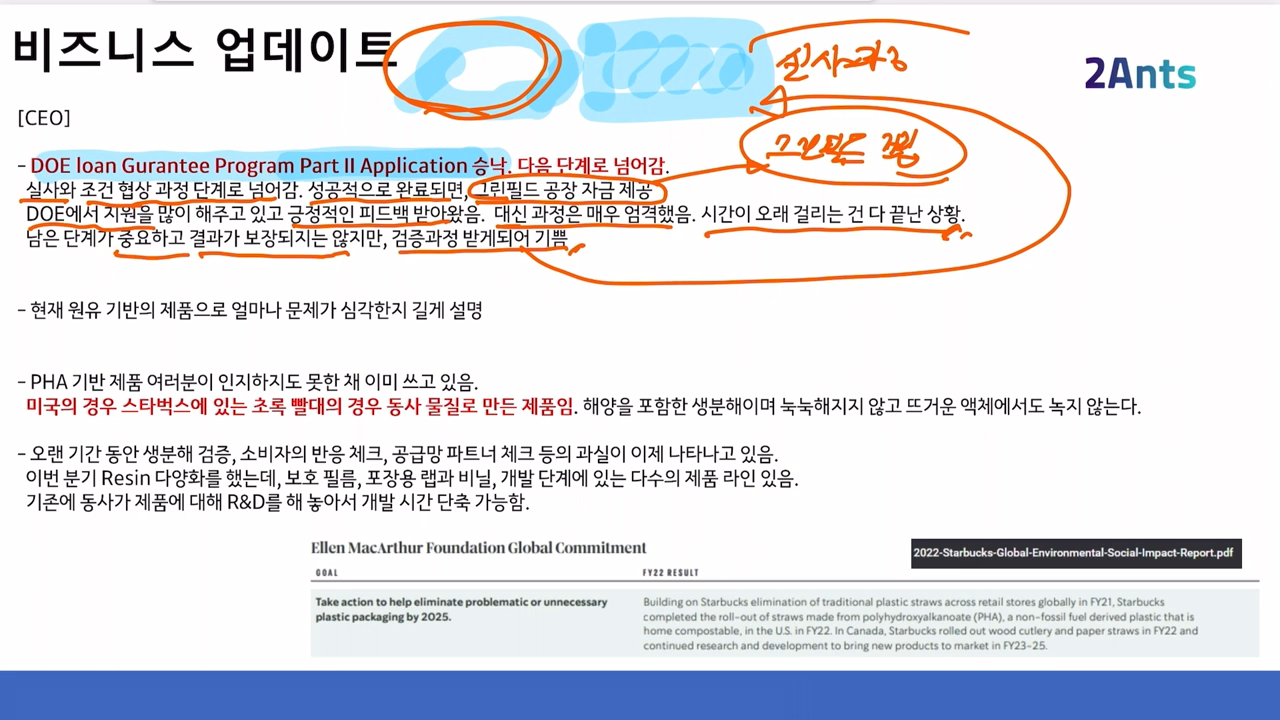 비즈니스 업데이트
실사과정
2Ants
[CEO]
그린필드
– DOE loan Gurantee Program Part II Application 승낙. 다음 단계로 넘어감.
실사와 조건 협상 과정 단계로 넘어감. 성공적으로 완료되면, 그린필드 공장 자금 제공
DOE에서 지원을 많이 해주고 있고 긍정적인 피드백 받아왔음. 대신 과정은 매우 엄격했음. 시간이 오래 걸리는 건 다 끝난 상황.
남은 단계가 중요하고 결과가 보장되지는 않지만, 검증과정 받게되어 기쁨
– 현재 원유 기반의 제품으로 얼마나 문제가 심각한지 길게 설명
– PHA 기반 제품 여러분이 인지하지도 못한 채 이미 쓰고 있음.
미국의 경우 스타벅스에 있는 초록 빨대의 경우 동사 물질로 만든 제품임. 해양을 포함한 생분해이며 눅눅해지지 않고 뜨거운 액체에서도 녹지 않는다.
– 오랜 기간 동안 생분해 검증, 소비자의 반응 체크, 공급망 파트너 체크 등의 과실이 이제 나타나고 있음.
이번 분기 Resin 다양화를 했는데, 보호 필름, 포장용 랩과 비닐, 개발 단계에 있는 다수의 제품 라인 있음.
기존에 동사가 제품에 대해 R&D를 해 놓아서 개발 시간 단축 가능함.
Ellen MacArthur Foundation Global Commitment
2022-Starbucks-Global-Environmental-Social-Impact-Report.pdf
GOAL
FY22 RESULT
Take action to help eliminate problematic or unnecessary
plastic packaging by 2025.
Building on Starbucks elimination of traditional plastic straws across retail stores globally in FY21, Starbucks
completed the roll-out of straws made from polyhydroxyalkanoate (PHA), a non-fossil fuel derived plastic that is
home compostable, in the U.S. in FY22. In Canada, Starbucks rolled out wood cutlery and paper straws in FY22 and
continued research and development to bring new products to market in FY23–25.